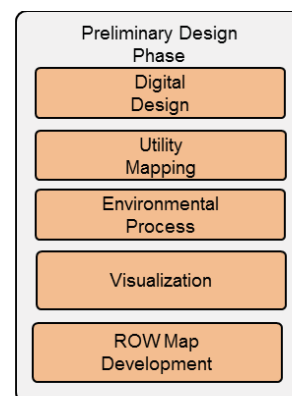 Preliminary Design
Phase
Digital
Design
Utility
Mapping
Environmental
Process
Visualization
ROW Map
Development